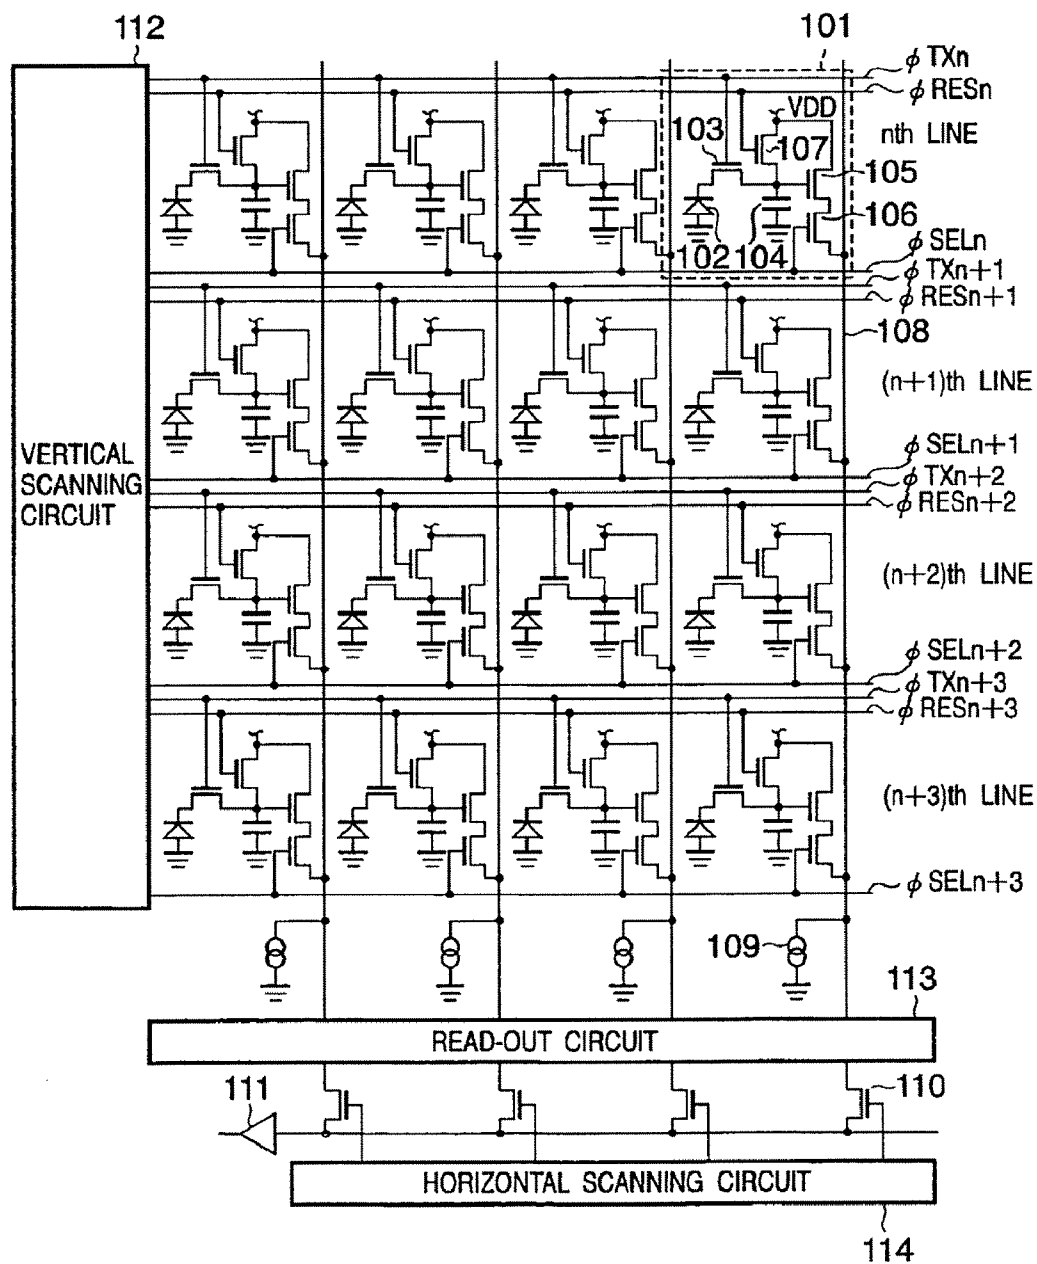 112
101
ϕ TXn
ϕ RESn
VDD
nth LINE
103
107
105
106
102
104
ϕ SELn
ϕ TXn+1
ϕ RESn+1
108
(n+1)th LINE
VERTICAL
SCANNING
CIRCUIT
ϕ SELn+1
ϕ TXn+2
ϕ RESn+2
(n+2)th LINE
ϕ SELn+2
ϕ TXn+3
ϕ RESn+3
(n+3)th LINE
ϕ SELn+3
109
113
READ-OUT CIRCUIT
111
110
HORIZONTAL SCANNING CIRCUIT
114